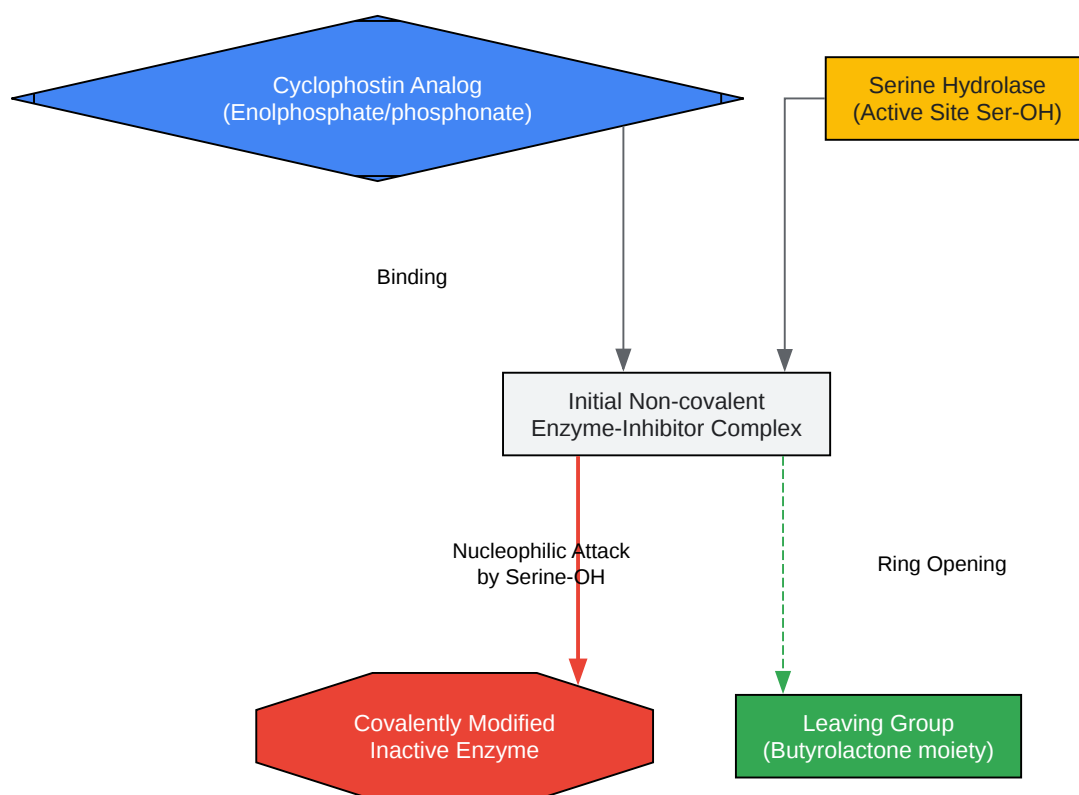 Cyclophostin Analog
(Enolphosphate/phosphonate)
Serine Hydrolase
(Active Site Ser-OH)
Binding
Initial Non-covalent
Enzyme-Inhibitor Complex
Nucleophilic Attack
by Serine-OH
Ring Opening
Covalently Modified
Inactive Enzyme
Leaving Group
(Butyrolactone moiety)